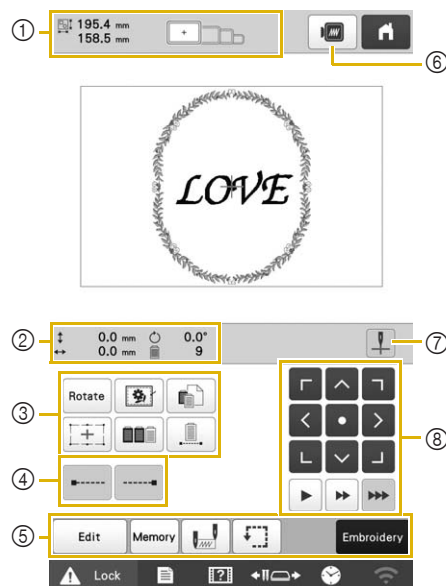 ① 195.4 mm
158.5 mm
⑥
LOVE
② 0.0 mm 0.0°
0.0 mm 9
⑦
③ Rotate
⑧
④
⑤ Edit Memory Embroidery
Lock